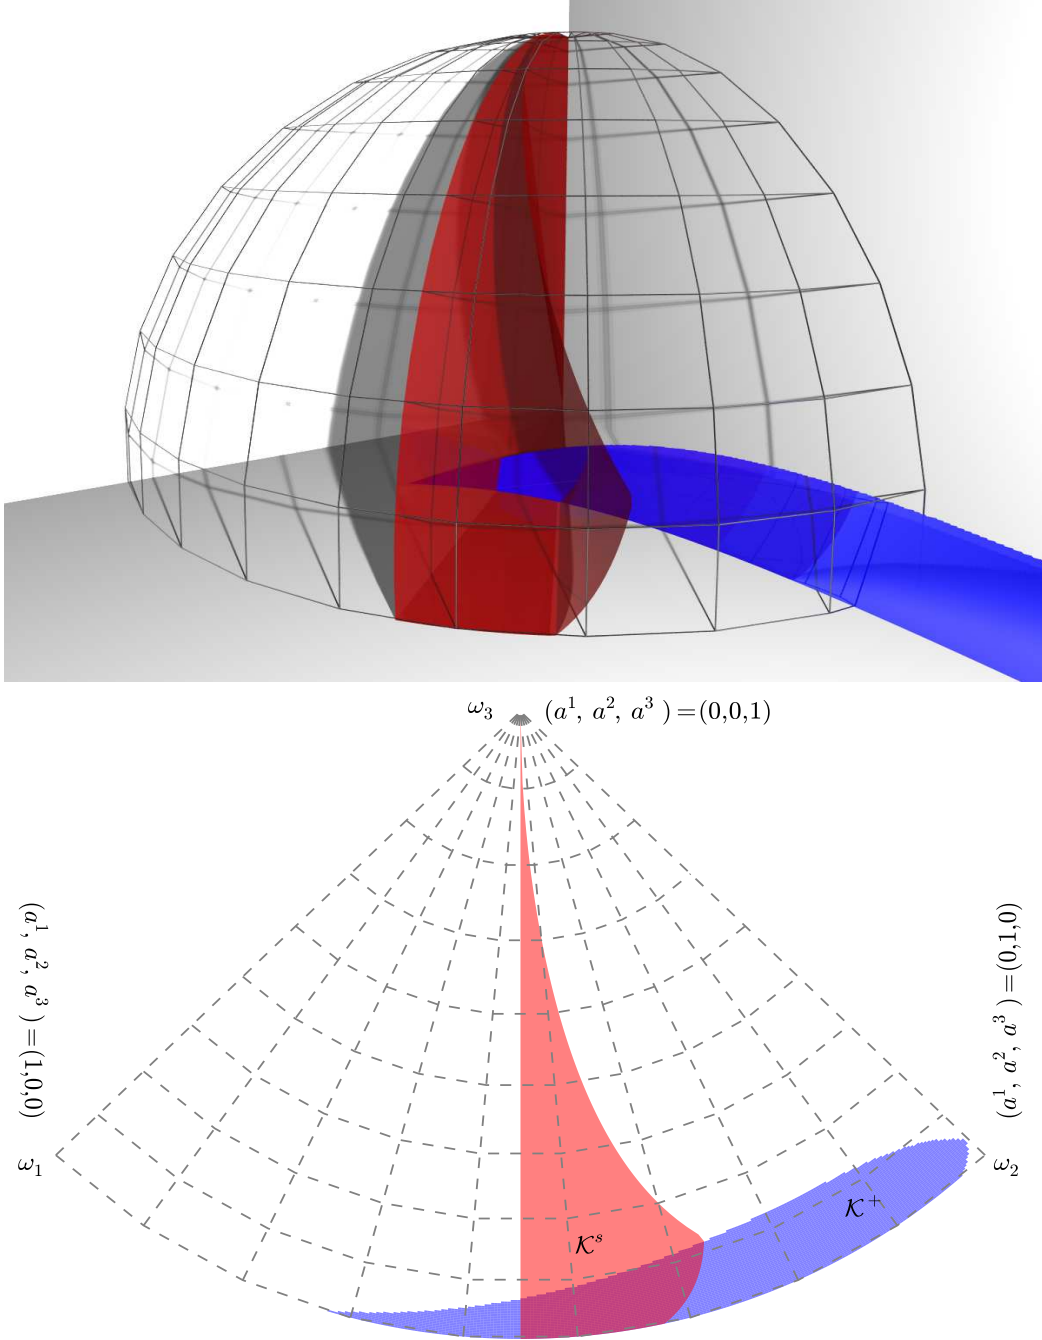 ω₃ (a¹, a², a³ )=(0,0,1)
(a¹, a², a³ )=(1,0,0)
(a¹, a², a³ )=(0,1,0)
ω₁
ω₂
𝒦⁺
𝒦ˢ